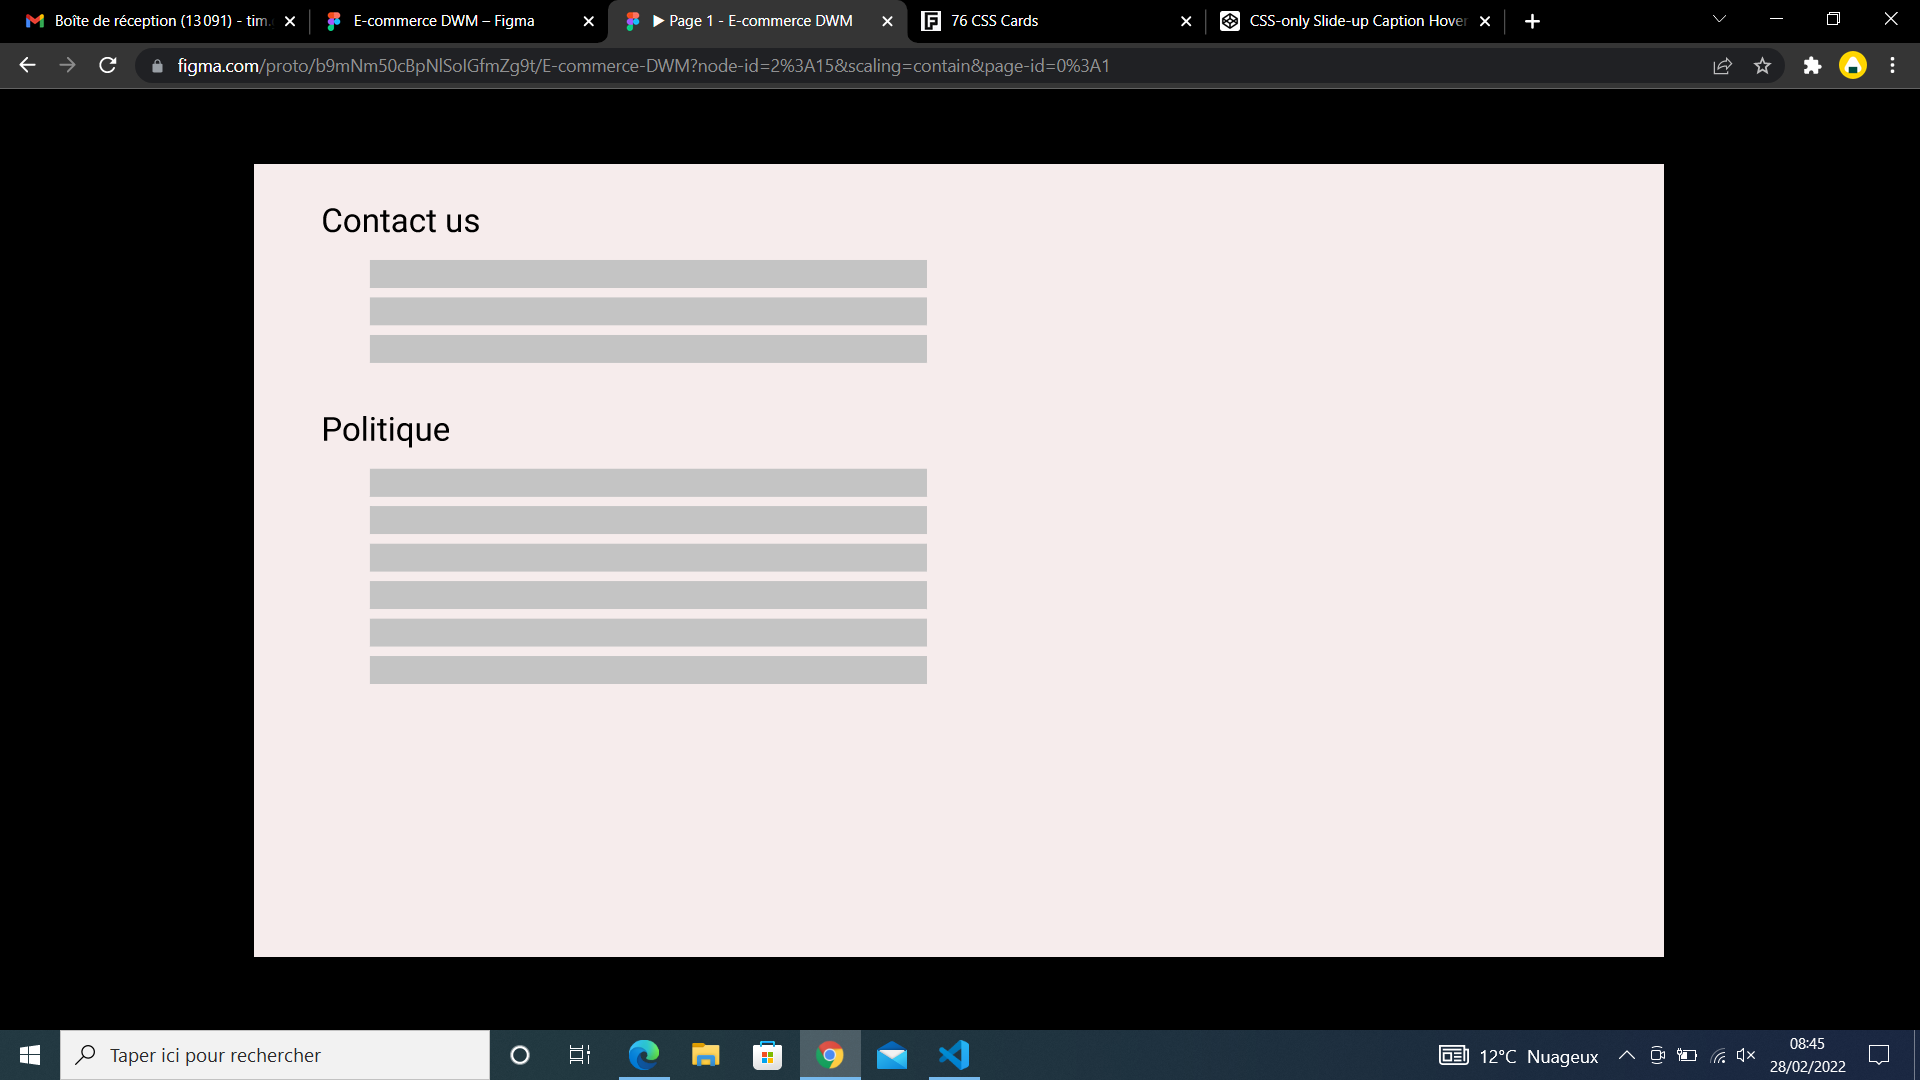 Boîte de réception (13 091) - tim.
E-commerce DWM – Figma
Page 1 - E-commerce DWM
76 CSS Cards
CSS-only Slide-up Caption Hover
figma.com/proto/b9mNm50cBpNlSoIGfmZg9t/E-commerce-DWM?node-id=2%3A15&scaling=contain&page-id=0%3A1
Contact us
Politique
Taper ici pour rechercher
12°C Nuageux
08:45
28/02/2022